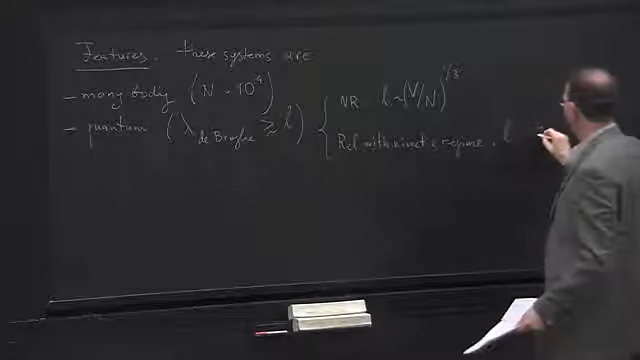 Features. these systems are
- many body (N ~ 10^4)
- quantum (λ de Broglie ≳ l)
NR l ~ (V/N)^1/3
Rel. with kinetic regime, l